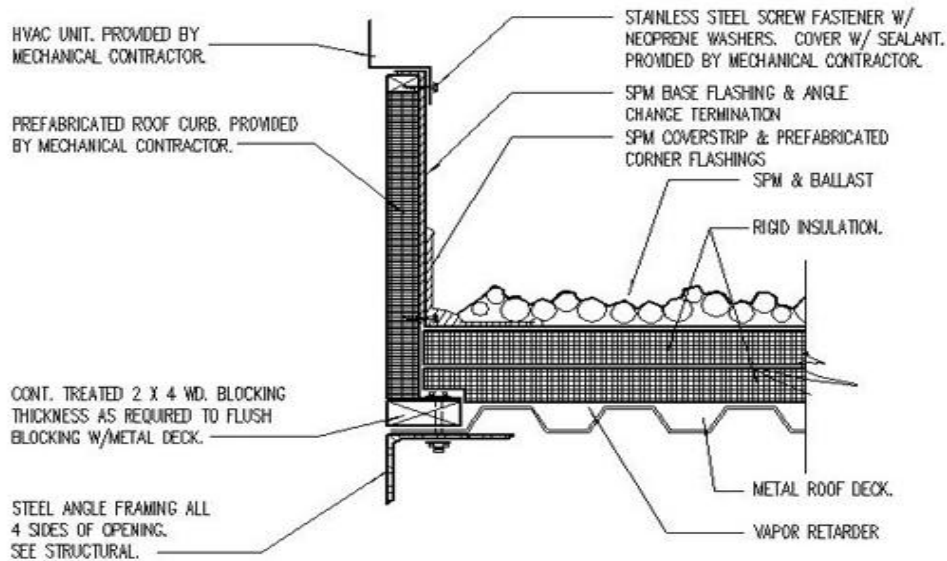 HVAC UNIT. PROVIDED BY
MECHANICAL CONTRACTOR.
PREFABRICATED ROOF CURB. PROVIDED
BY MECHANICAL CONTRACTOR.
CONT. TREATED 2 X 4 WD. BLOCKING
THICKNESS AS REQUIRED TO FLUSH
BLOCKING W/METAL DECK.
STEEL ANGLE FRAMING ALL
4 SIDES OF OPENING.
SEE STRUCTURAL.
STAINLESS STEEL SCREW FASTENER W/
NEOPRENE WASHERS. COVER W/ SEALANT.
PROVIDED BY MECHANICAL CONTRACTOR.
SPM BASE FLASHING & ANGLE
CHANGE TERMINATION
SPM COVERSTRIP & PREFABRICATED
CORNER FLASHINGS
SPM & BALLAST
RIGID INSULATION.
METAL ROOF DECK.
VAPOR RETARDER